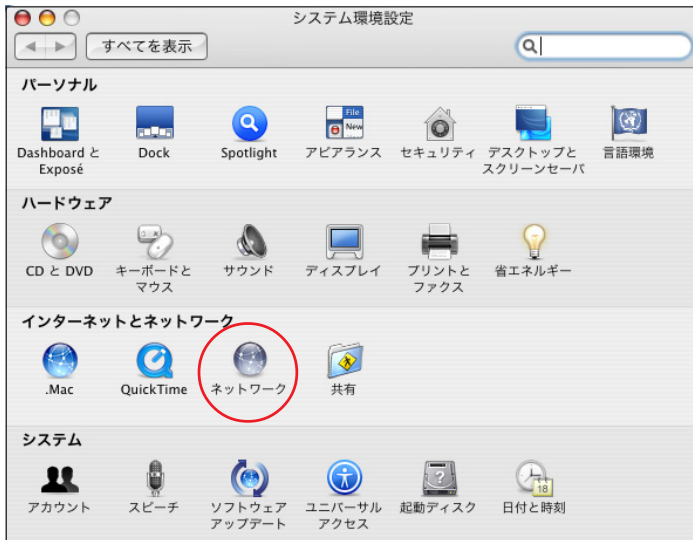 システム環境設定
すべてを表示
パーソナル
Dashboard と
Exposé
Dock
Spotlight
File
New
アピアランス
セキュリティ
デスクトップと
スクリーンセーバ
言語環境
ハードウェア
CD と DVD
キーボードと
マウス
サウンド
ディスプレイ
プリントと
ファクス
省エネルギー
インターネットとネットワーク
.Mac
QuickTime
ネットワーク
共有
システム
アカウント
スピーチ
ソフトウェア
アップデート
ユニバーサル
アクセス
?
起動ディスク
18
日付と時刻